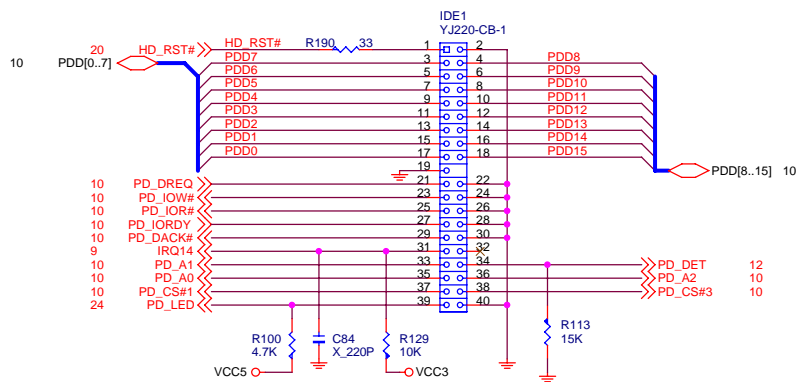 IDE1
YJ220-CB-1
20 HD_RST# HD_RST# R190 33 1 2
10 PDD[0..7] PDD7 3 4 PDD8
PDD6 5 6 PDD9
PDD5 7 8 PDD10
PDD4 9 10 PDD11
PDD3 11 12 PDD12
PDD2 13 14 PDD13
PDD1 15 16 PDD14
PDD0 17 18 PDD15
19 PDD[8..15] 10
10 PD_DREQ 21 22
10 PD_IOW# 23 24
10 PD_IOR# 25 26
10 PD_IORDY 27 28
10 PD_DACK# 29 30
9 IRQ14 31 32
10 PD_A1 33 34 PD_DET 12
10 PD_A0 35 36 PD_A2 10
10 PD_CS#1 37 38 PD_CS#3 10
24 PD_LED 39 40
R100 C84 R129 R113
4.7K X_220P 10K 15K
VCC5 VCC3